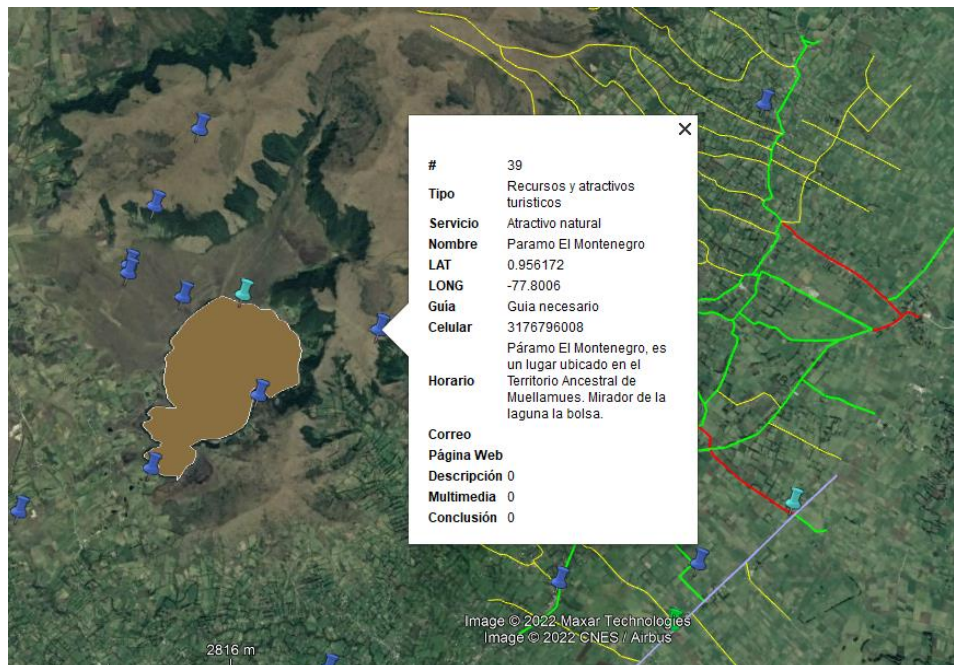 # 39
Tipo Recursos y atractivos
turisticos
Servicio Atractivo natural
Nombre Paramo El Montenegro
LAT 0.956172
LONG -77.8006
Guía Guia necesario
Celular 3176796008
Horario Páramo El Montenegro, es
un lugar ubicado en el
Territorio Ancestral de
Muellamues. Mirador de la
laguna la bolsa.
Correo
Página Web
Descripción 0
Multimedia 0
Conclusión 0
Image © 2022 Maxar Technologies
Image © 2022 CNES / Airbus
2816 m